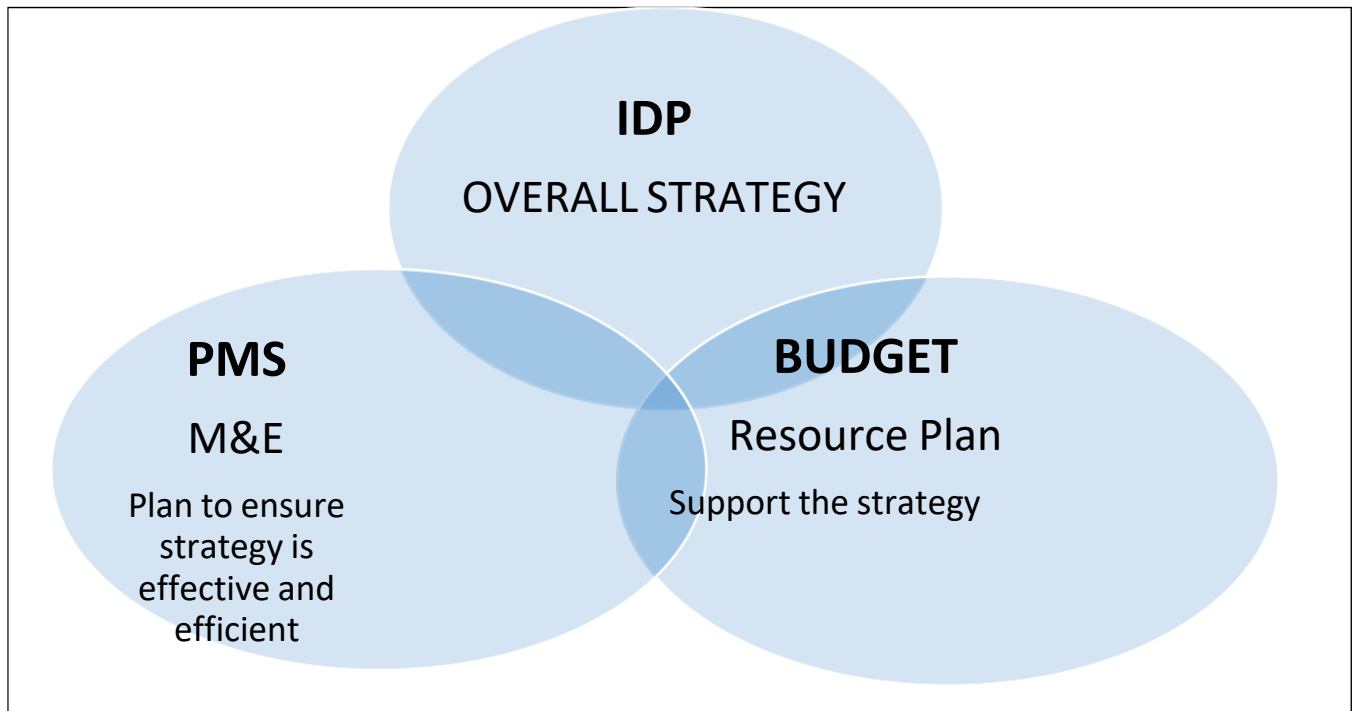 IDP
OVERALL STRATEGY
PMS
M&E
Plan to ensure
strategy is
effective and
efficient
BUDGET
Resource Plan
Support the strategy